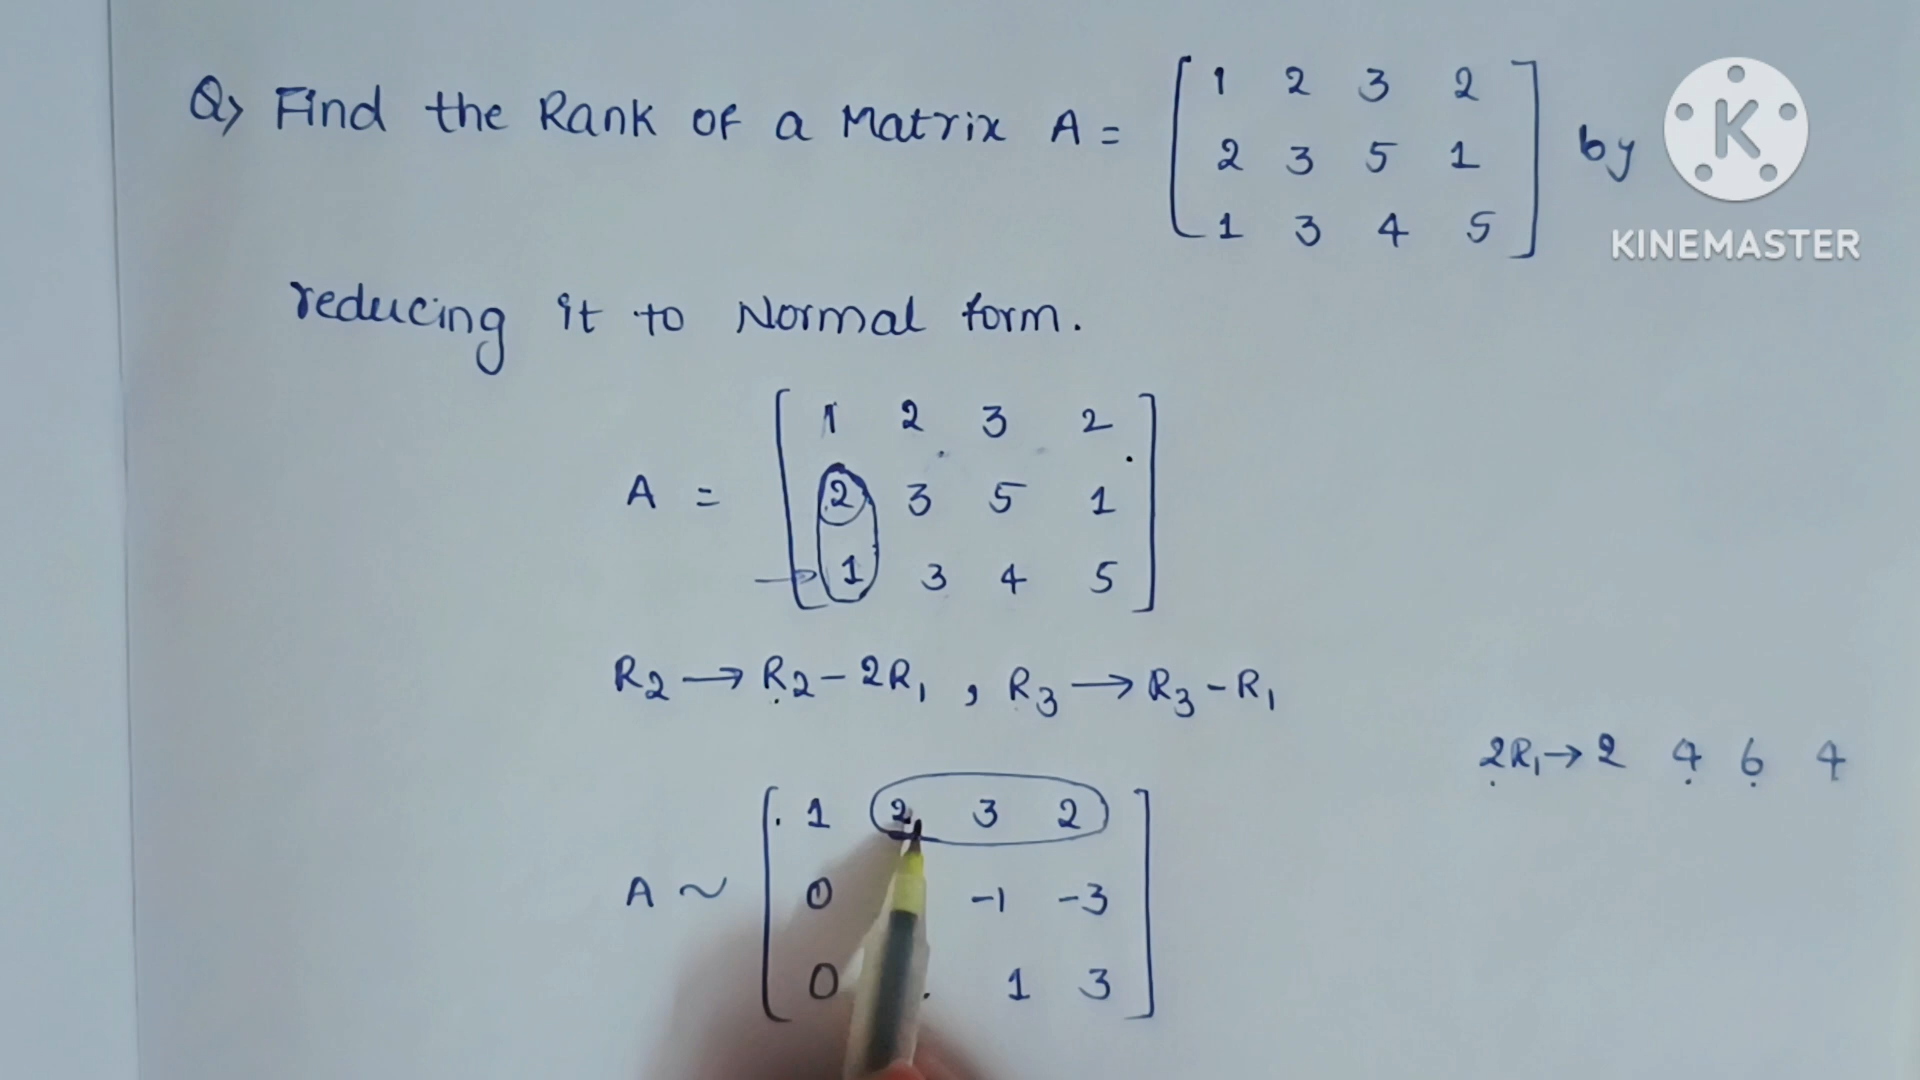 Q> Find the Rank of a Matrix A = [ 1 2 3 2 ] by
2 3 5 1
1 3 4 5
K
KINEMASTER
reducing it to Normal form.
1 2 3 2
A = 2 3 5 1
1 3 4 5
R2 → R2 - 2R1 , R3 → R3 - R1
2R1 → 2 4 6 4
1 2 3 2
A ~ 0 -1 -3
0 1 3